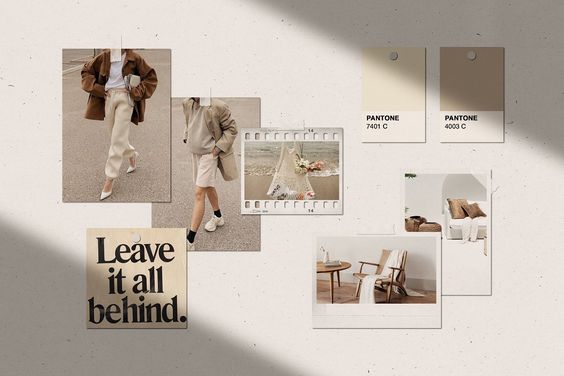 PANTONE
7401 C
PANTONE
4003 C
14
14
Leave
it all
behind.